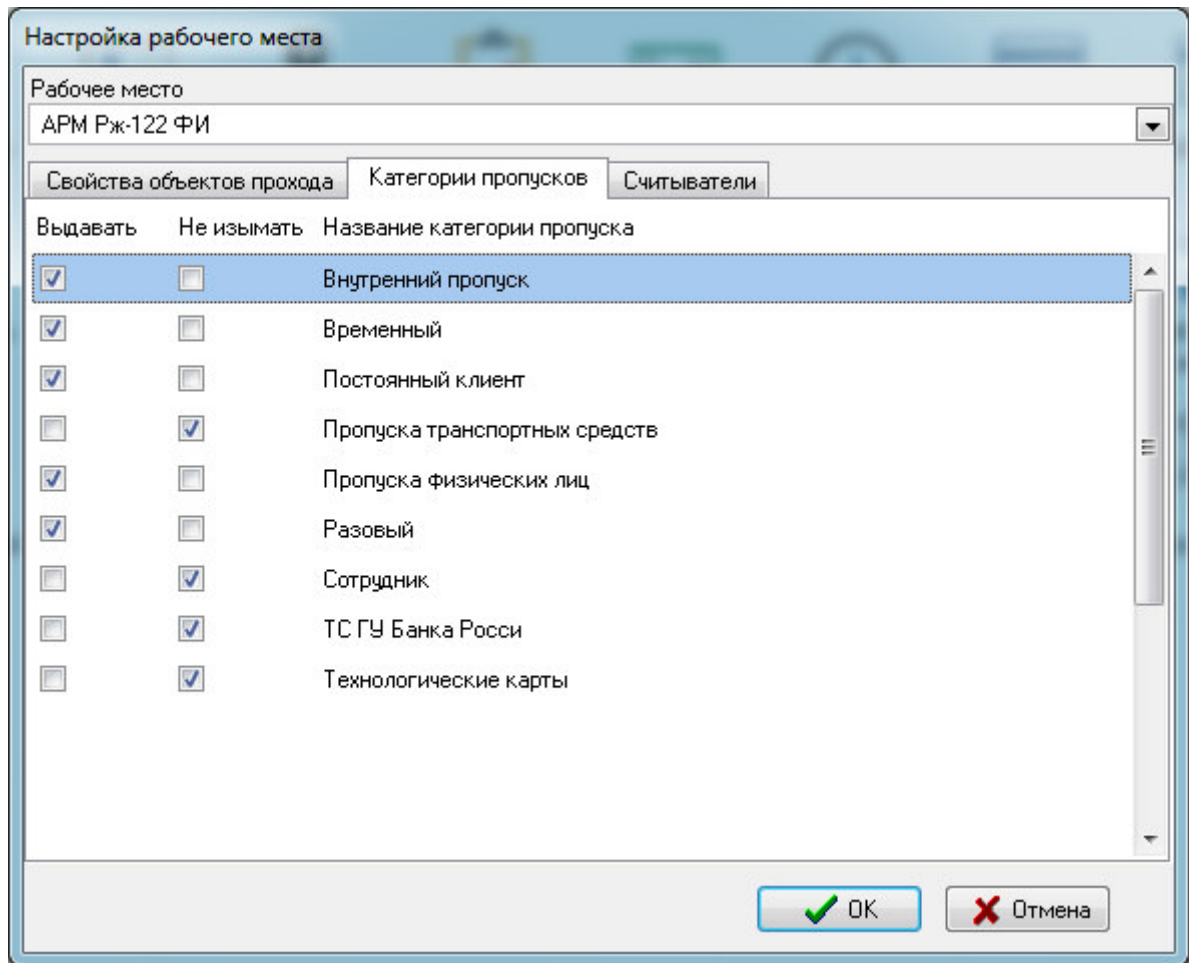 Настройка рабочего места
Рабочее место
АРМ Рж-122 ФИ
Свойства объектов прохода Категории пропусков Считыватели
Выдавать Не изымать Название категории пропуска
Внутренний пропуск
Временный
Постоянный клиент
Пропуска транспортных средств
Пропуска физических лиц
Разовый
Сотрудник
ТС ГУ Банка Росси
Технологические карты
OK Отмена